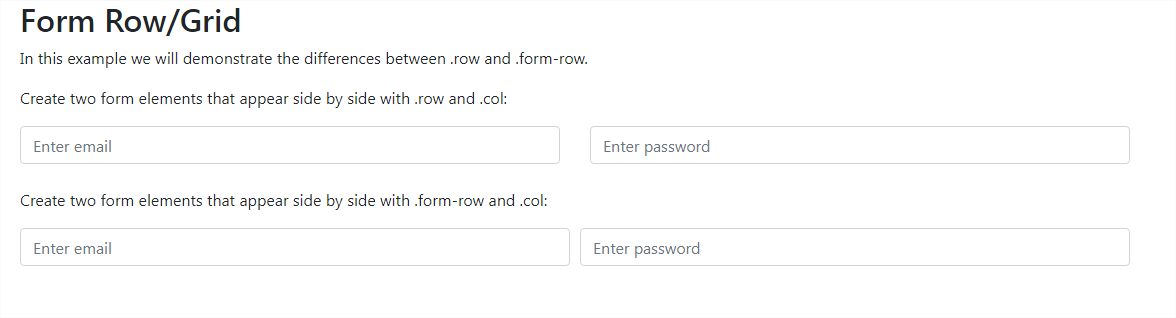 Form Row/Grid
In this example we will demonstrate the differences between .row and .form-row.
Create two form elements that appear side by side with .row and .col:
Enter email Enter password
Create two form elements that appear side by side with .form-row and .col:
Enter email Enter password